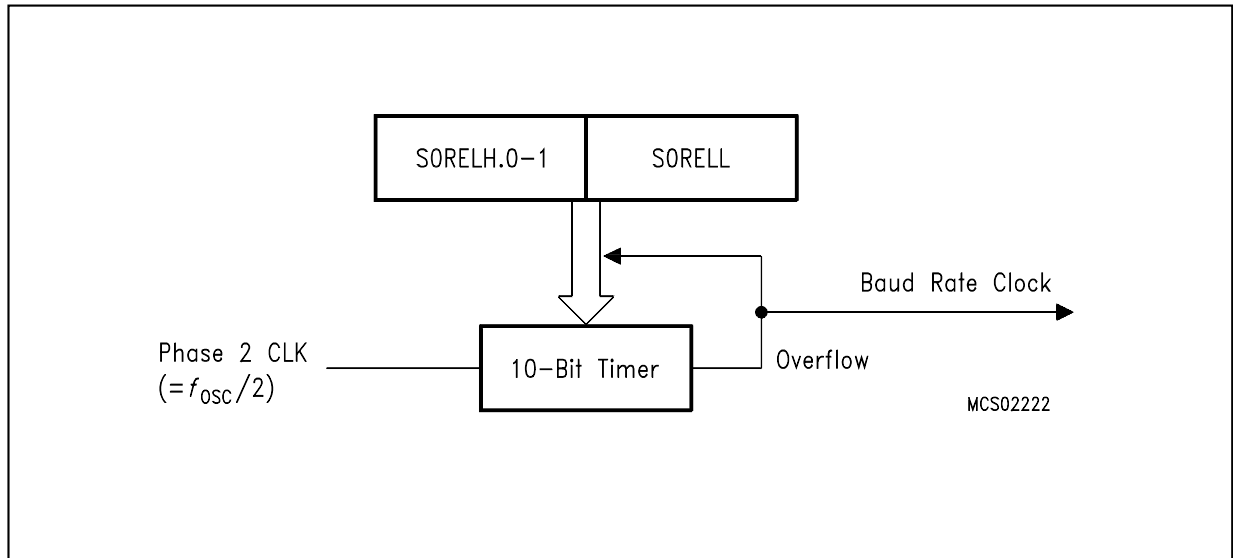 S0RELH.0-1
S0RELL
Baud Rate Clock
Phase 2 CLK
(=fOSC/2)
10-Bit Timer
Overflow
MCS02222